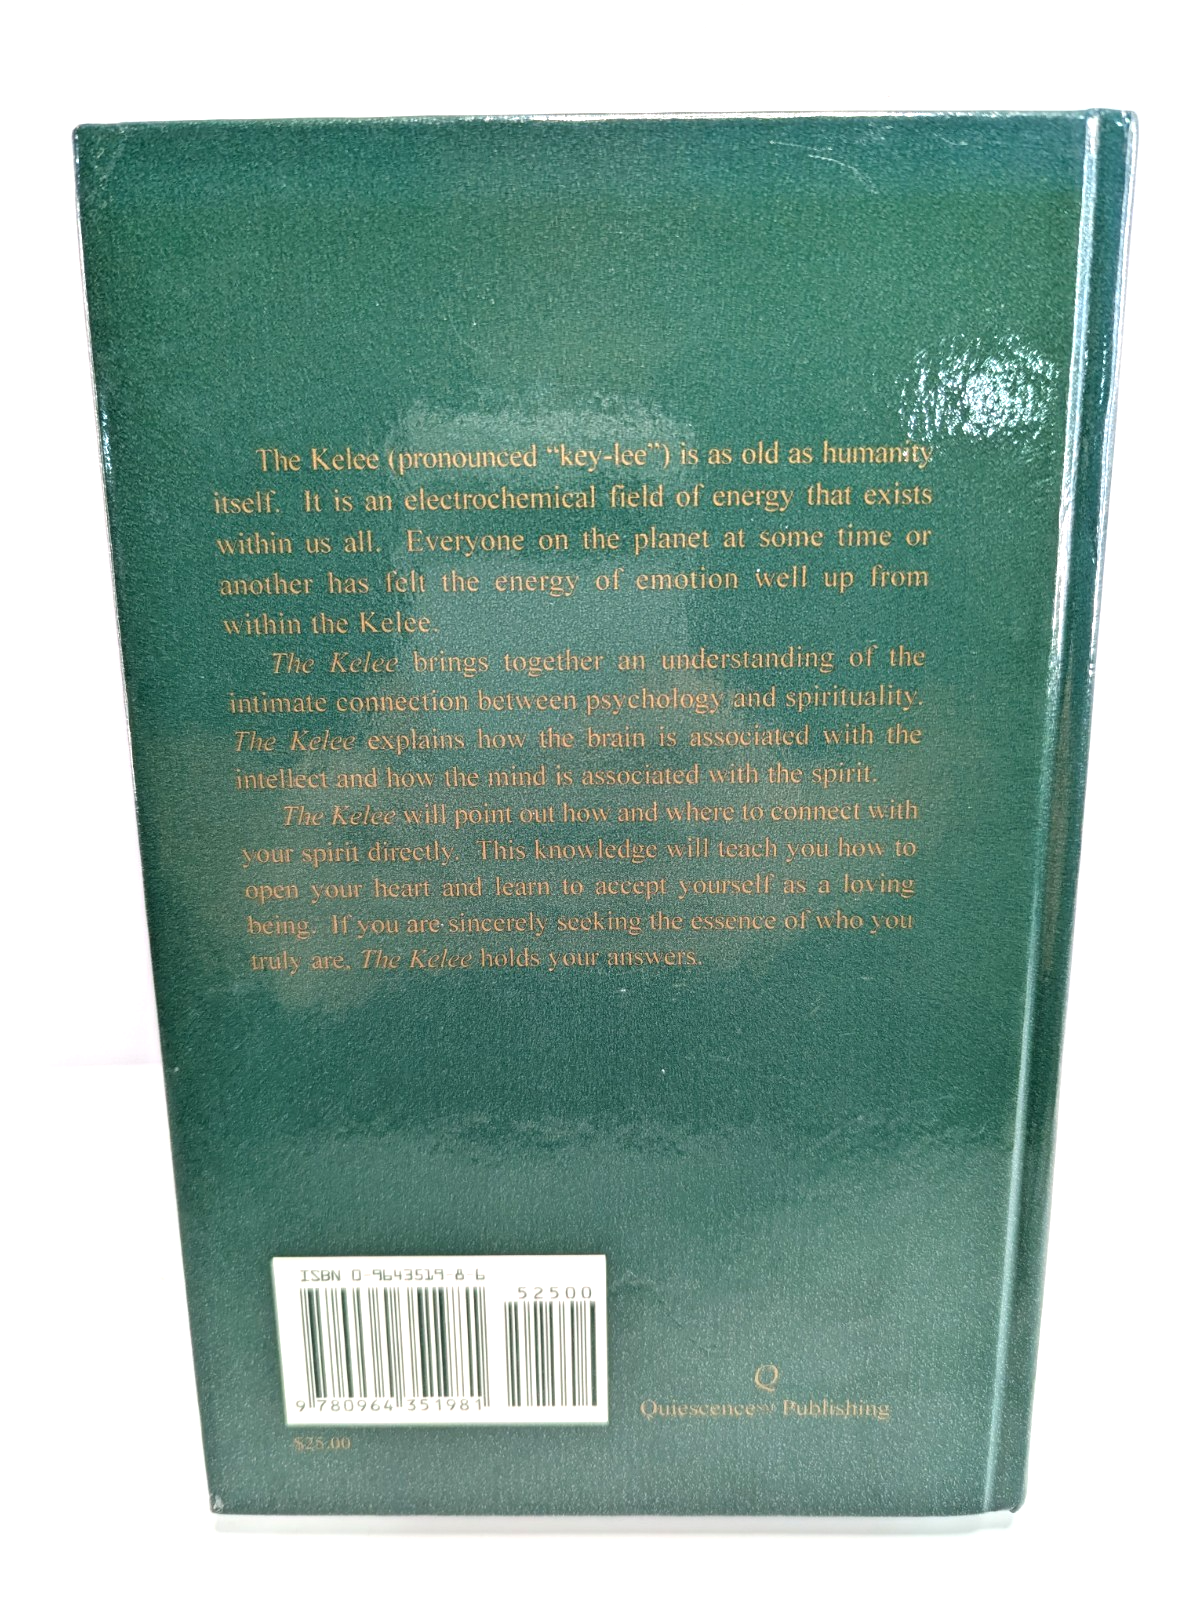 The Kelee (pronounced “key-lee”) is as old as humanity
itself. It is an electrochemical field of energy that exists
within us all. Everyone on the planet at some time or
another has felt the energy of emotion well up from
within the Kelee.
The Kelee brings together an understanding of the
intimate connection between psychology and spirituality.
The Kelee explains how the brain is associated with the
intellect and how the mind is associated with the spirit.
The Kelee will point out how and where to connect with
your spirit directly. This knowledge will teach you how to
open your heart and learn to accept yourself as a loving
being. If you are sincerely seeking the essence of who you
truly are, The Kelee holds your answers.
ISBN 0-9643519-8-6
52500
9 780964 351981
$25.00
Q
Quiescence Publishing